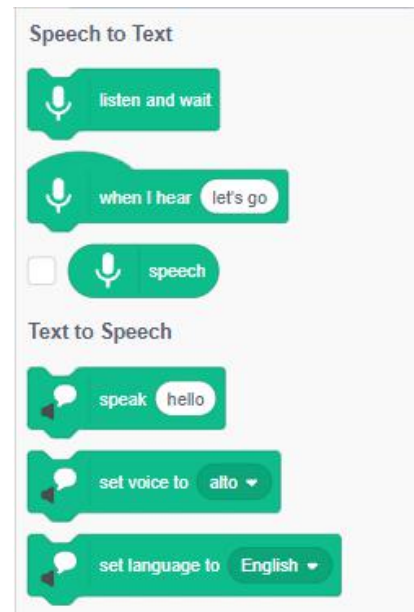 Speech to Text
listen and wait
when I hear let's go
speech
Text to Speech
speak hello
set voice to alto
set language to English